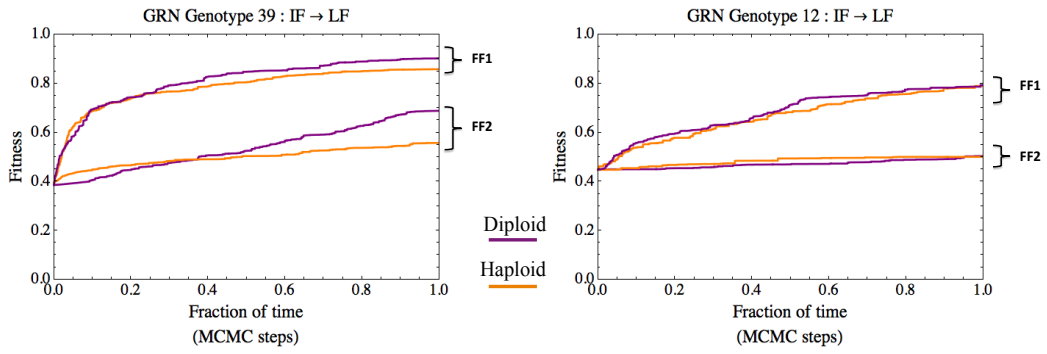 GRN Genotype 39 : IF → LF
1.0
0.8
0.6
0.4
0.2
0.0
Fitness
0.0 0.2 0.4 0.6 0.8 1.0
Fraction of time
(MCMC steps)
FF1
FF2
Diploid
Haploid
GRN Genotype 12 : IF → LF
1.0
0.8
0.6
0.4
0.2
0.0
Fitness
0.0 0.2 0.4 0.6 0.8 1.0
Fraction of time
(MCMC steps)
FF1
FF2